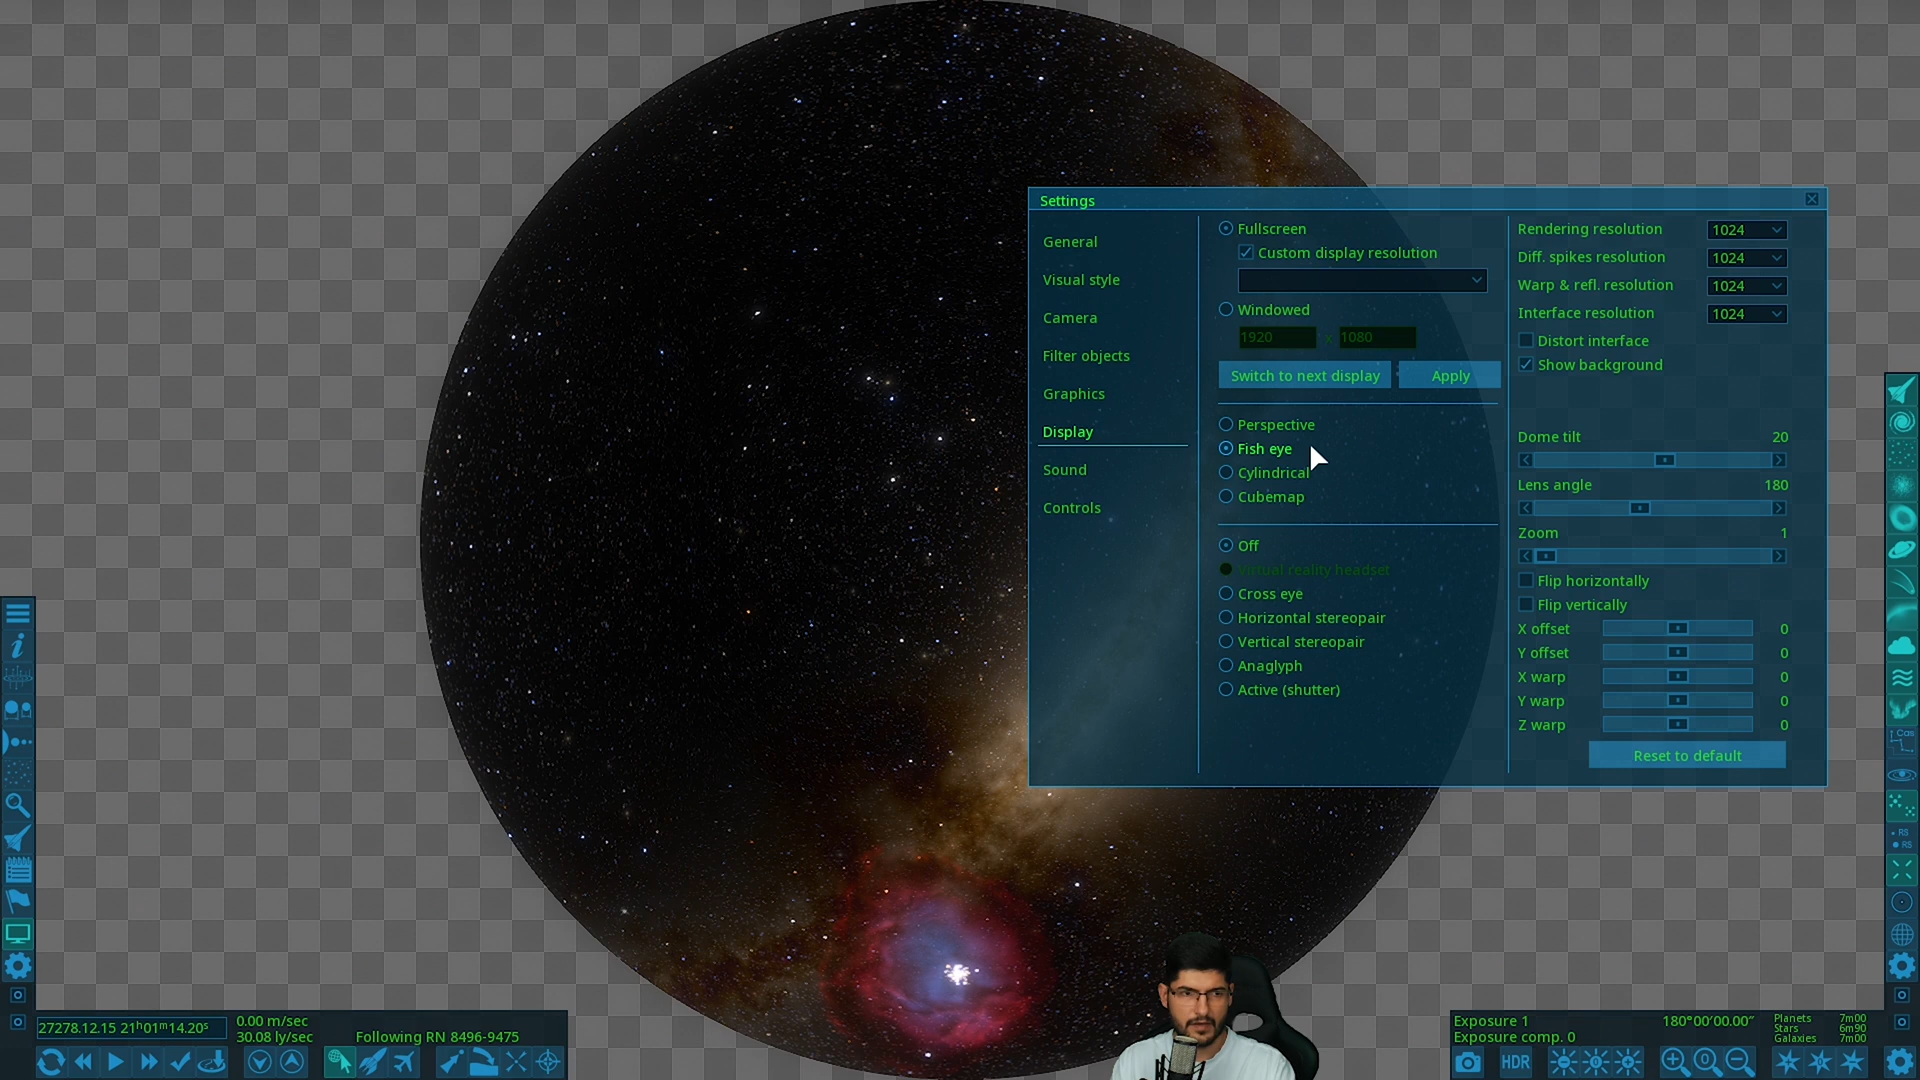 Settings
General
Visual style
Camera
Filter objects
Graphics
Display
Sound
Controls
Fullscreen
Custom display resolution
Windowed
1920 x 1080
Switch to next display
Apply
Perspective
Fish eye
Cylindrical
Cubemap
Off
Virtual reality headset
Cross eye
Horizontal stereopair
Vertical stereopair
Anaglyph
Active (shutter)
Rendering resolution 1024
Diff. spikes resolution 1024
Warp & refl. resolution 1024
Interface resolution 1024
Distort interface
Show background
Dome tilt 20
Lens angle 180
Zoom 1
Flip horizontally
Flip vertically
X offset 0
Y offset 0
X warp 0
Y warp 0
Z warp 0
Reset to default
Cas
RS
RS
27278.12.15 21h01m14.20s
0.00 m/sec
30.08 ly/sec
Following RN 8496-9475
Exposure 1
Exposure comp. 0
180°00'00.00"
Planets 7m00
Stars 6m90
Galaxies 7m00
HDR